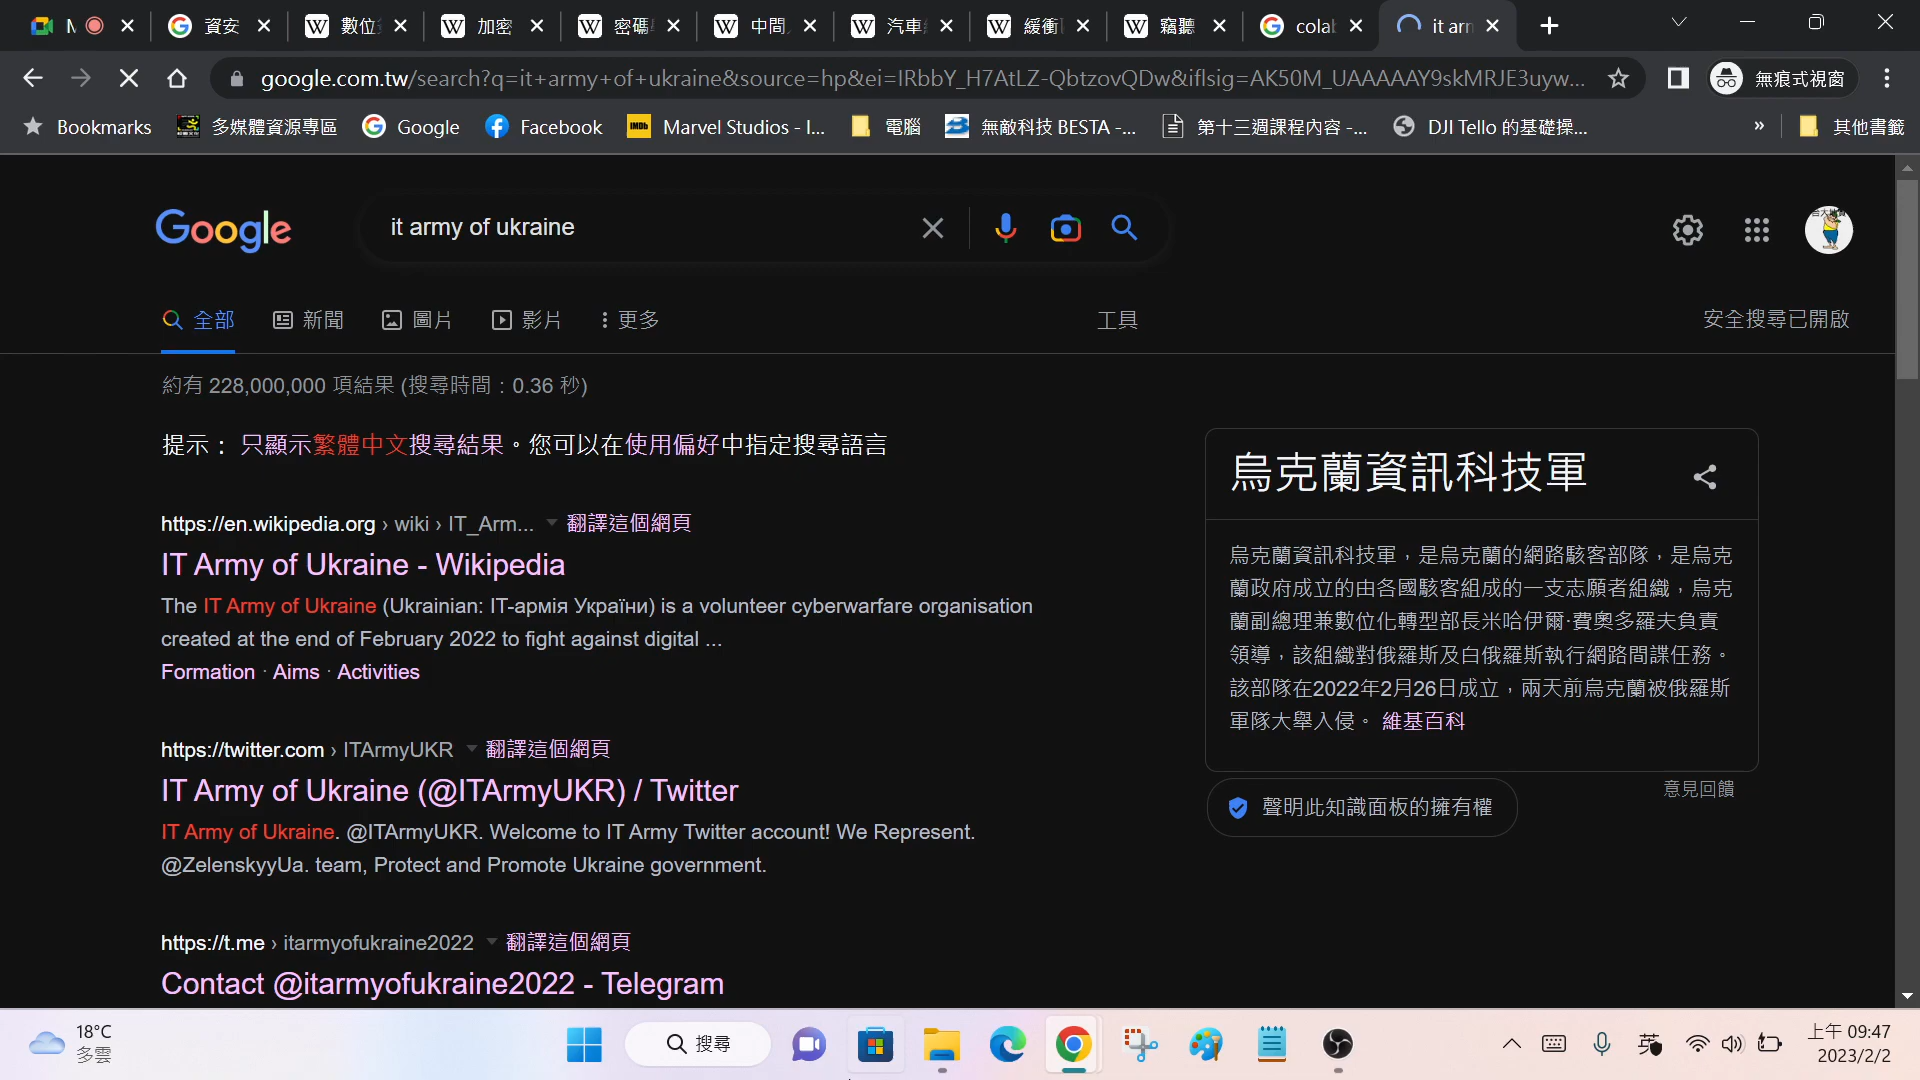 資安
數位
加密
密碼
中間
汽車
緩衝
竊聽
colab
it arm
google.com.tw/search?q=it+army+of+ukraine&source=hp&ei=IRbbY_H7AtLZ-QbtzovQDw&iflsig=AK50M_UAAAAAY9skMRJE3uyw...
無痕式視窗
Bookmarks
多媒體資源專區
Google
Facebook
IMDb
Marvel Studios - I...
電腦
無敵科技 BESTA -...
第十三週課程內容 -...
DJI Tello 的基礎操...
»
其他書籤
Google
it army of ukraine
全部
新聞
圖片
影片
更多
工具
安全搜尋已開啟
約有 228,000,000 項結果 (搜尋時間：0.36 秒)
提示： 只顯示繁體中文搜尋結果。您可以在使用偏好中指定搜尋語言
https://en.wikipedia.org › wiki › IT_Arm... 翻譯這個網頁
IT Army of Ukraine - Wikipedia
The IT Army of Ukraine (Ukrainian: IT-армія України) is a volunteer cyberwarfare organisation
created at the end of February 2022 to fight against digital ...
Formation · Aims · Activities
https://twitter.com › ITArmyUKR 翻譯這個網頁
IT Army of Ukraine (@ITArmyUKR) / Twitter
IT Army of Ukraine. @ITArmyUKR. Welcome to IT Army Twitter account! We Represent.
@ZelenskyyUa. team, Protect and Promote Ukraine government.
https://t.me › itarmyofukraine2022 翻譯這個網頁
Contact @itarmyofukraine2022 - Telegram
烏克蘭資訊科技軍
烏克蘭資訊科技軍，是烏克蘭的網路駭客部隊，是烏克
蘭政府成立的由各國駭客組成的一支志願者組織，烏克
蘭副總理兼數位化轉型部長米哈伊爾·費奧多羅夫負責
領導，該組織對俄羅斯及白俄羅斯執行網路間諜任務。
該部隊在2022年2月26日成立，兩天前烏克蘭被俄羅斯
軍隊大舉入侵。 維基百科
意見回饋
聲明此知識面板的擁有權
18°C
多雲
搜尋
英
上午 09:47
2023/2/2